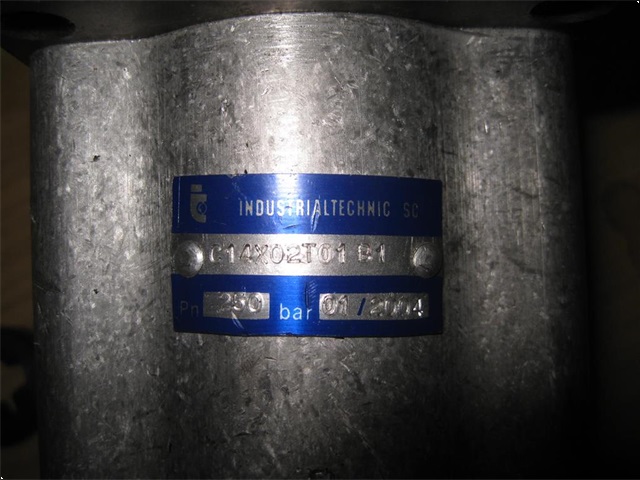 INDUSTRIALTECHNIC SC
C14X02T01 B1
Pn 250 bar 01/2004